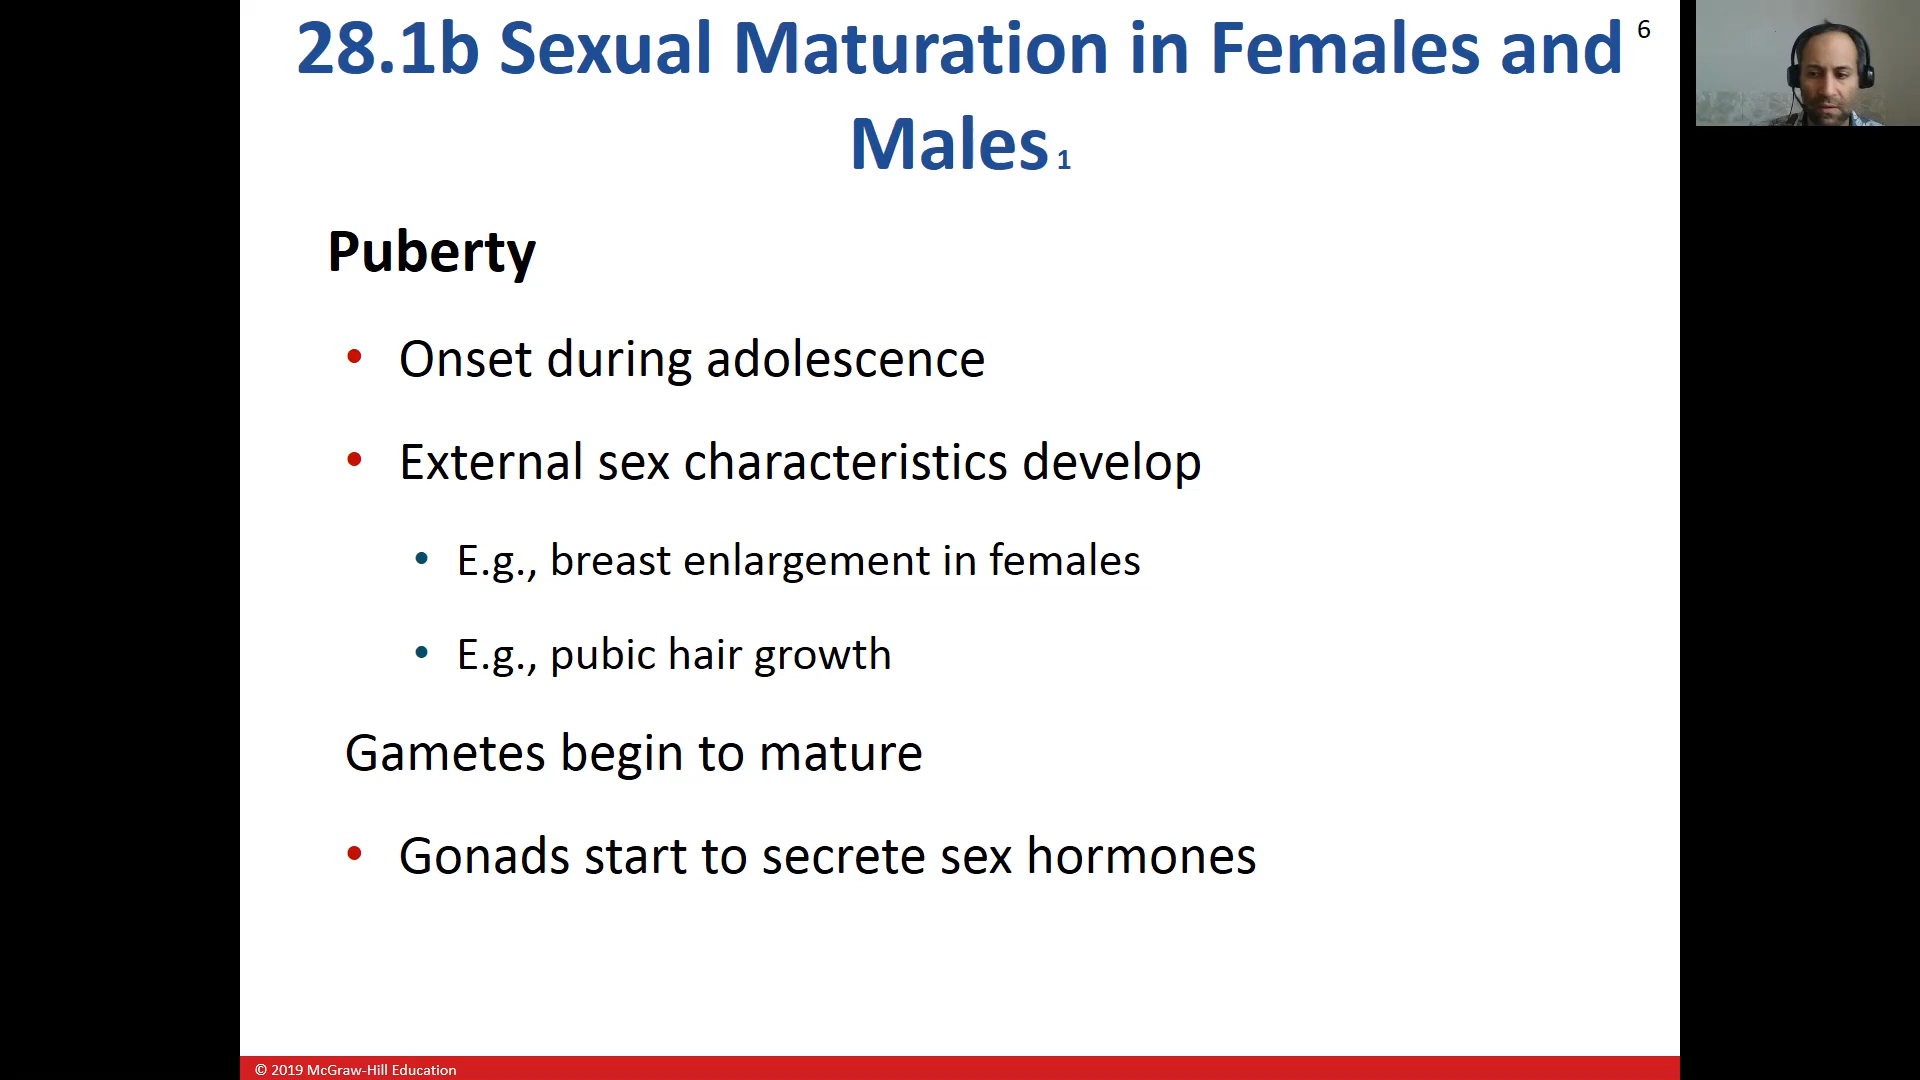 28.1b Sexual Maturation in Females and
Males 1
6
Puberty
• Onset during adolescence
• External sex characteristics develop
• E.g., breast enlargement in females
• E.g., pubic hair growth
Gametes begin to mature
• Gonads start to secrete sex hormones
© 2019 McGraw-Hill Education